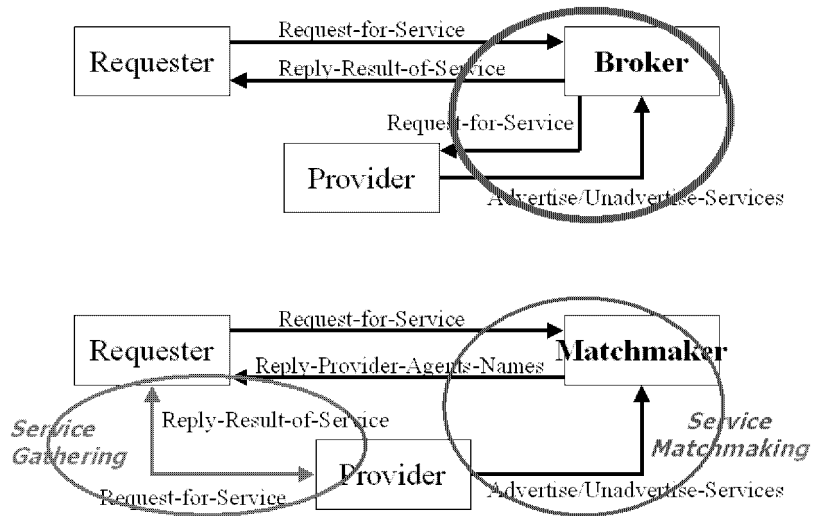 Request-for-Service
Requester
Broker
Reply-Result-of-Service
Request-for-Service
Provider
Advertise/Unadvertise-Services
Request-for-Service
Requester
Matchmaker
Reply-Provider-Agents-Names
Reply-Result-of-Service
Service
Gathering
Service
Matchmaking
Provider
Request-for-Service
Advertise/Unadvertise-Services